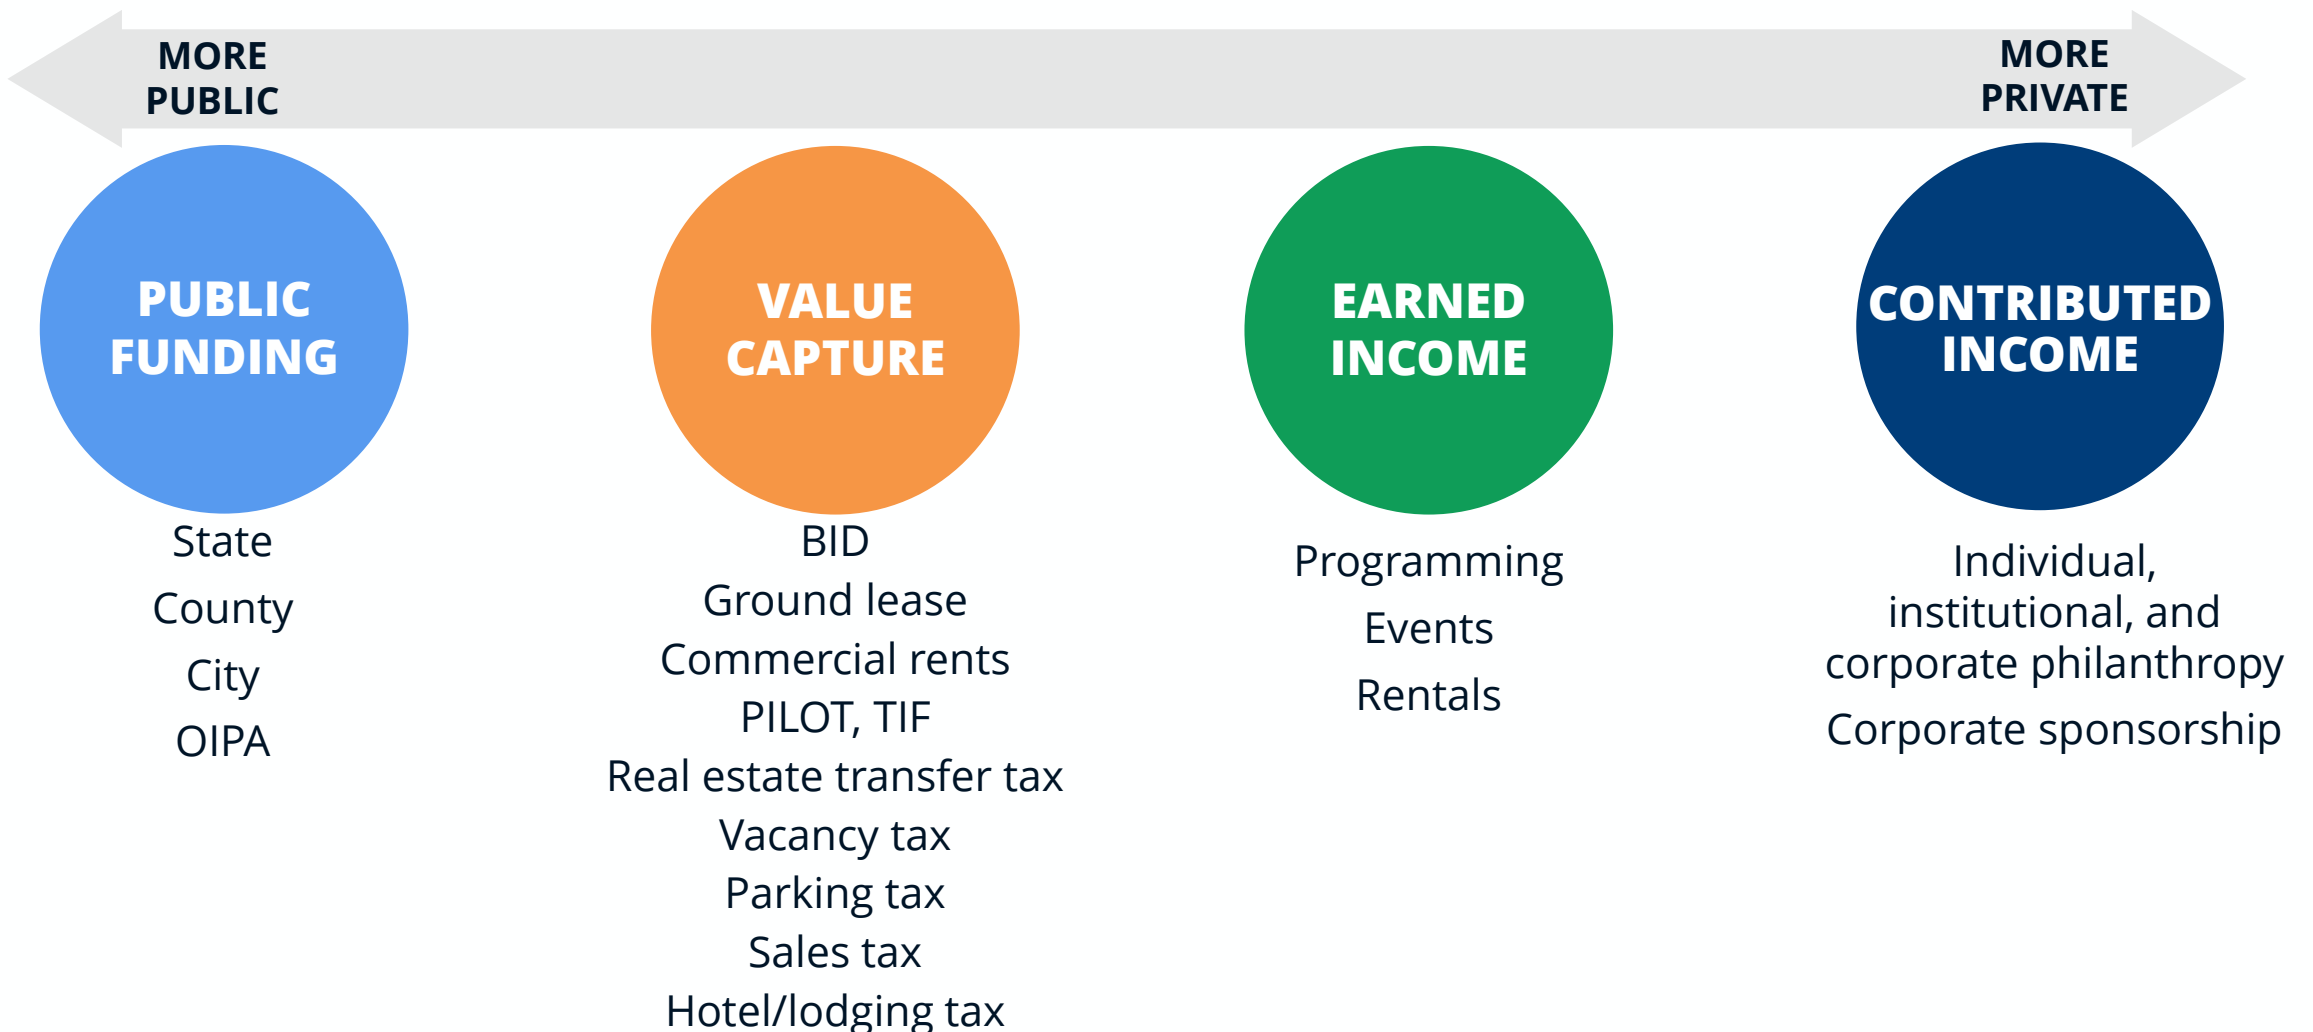 MORE
PUBLIC
MORE
PRIVATE
PUBLIC
FUNDING
State
County
City
OIPA
VALUE
CAPTURE
BID
Ground lease
Commercial rents
PILOT, TIF
Real estate transfer tax
Vacancy tax
Parking tax
Sales tax
Hotel/lodging tax
EARNED
INCOME
Programming
Events
Rentals
CONTRIBUTED
INCOME
Individual,
institutional, and
corporate philanthropy
Corporate sponsorship